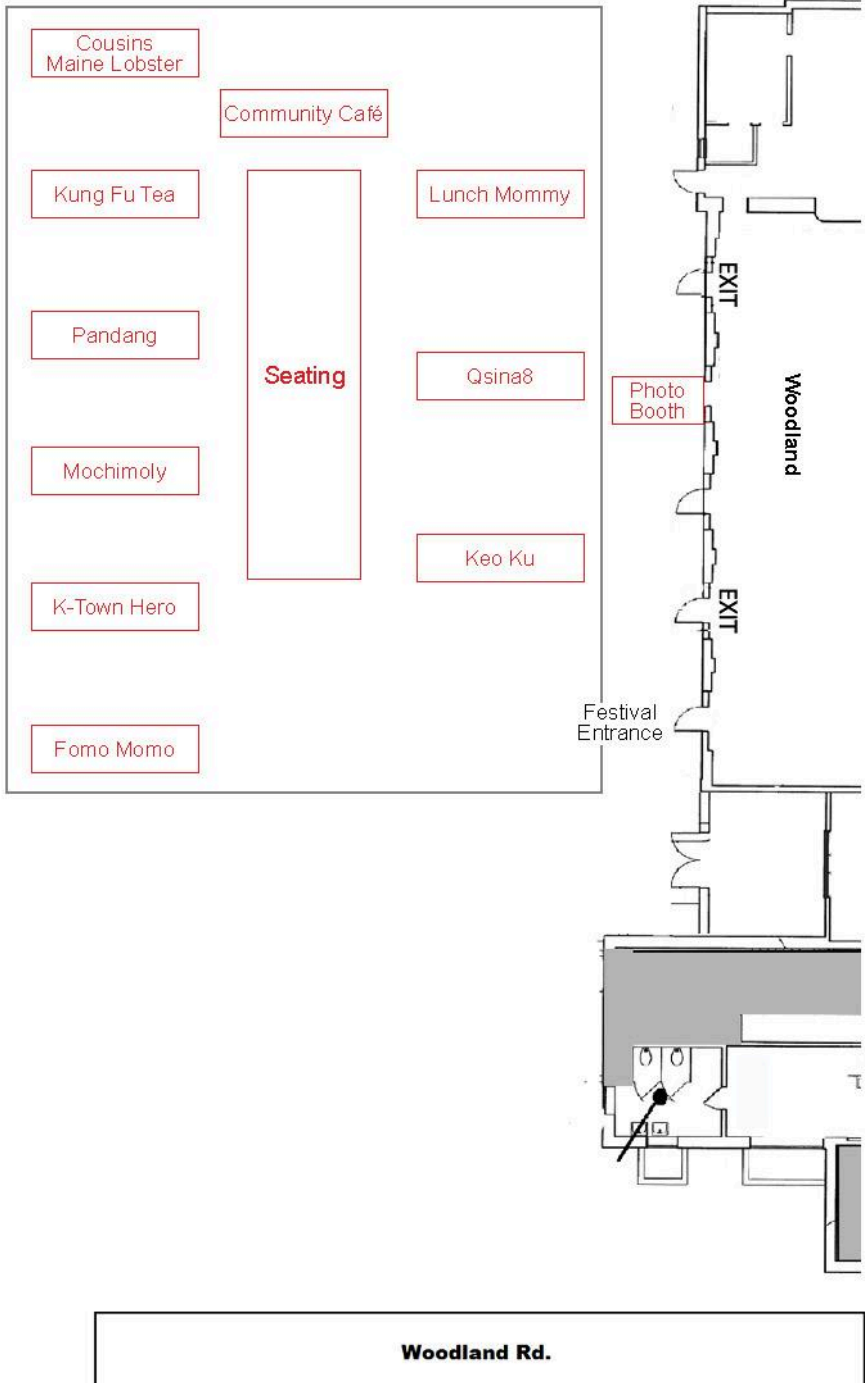 Cousins
Maine Lobster
Community Café
Kung Fu Tea
Lunch Mommy
EXIT
Pandang
Seating
Qsina8
Photo
Booth
Woodland
Mochimoly
Keo Ku
K-Town Hero
EXIT
Festival
Entrance
Fomo Momo
Woodland Rd.